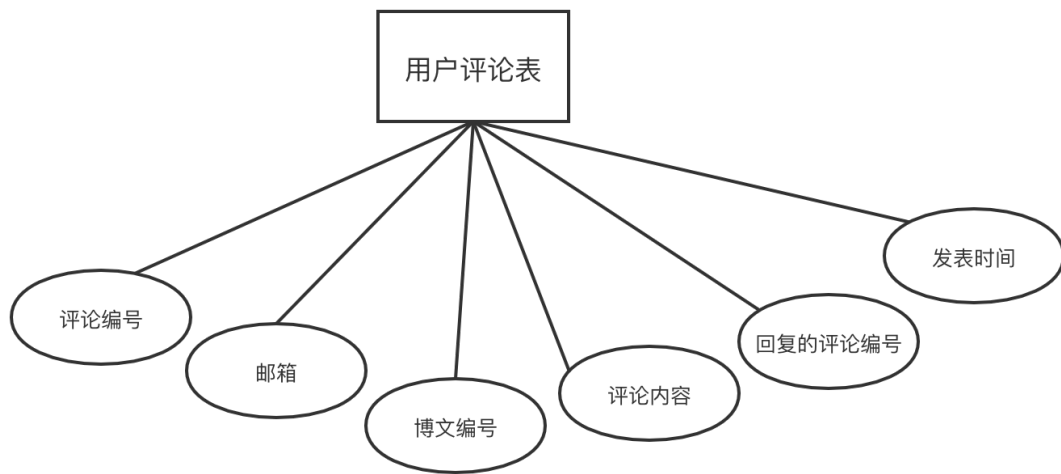 用户评论表
评论编号
邮箱
博文编号
评论内容
回复的评论编号
发表时间